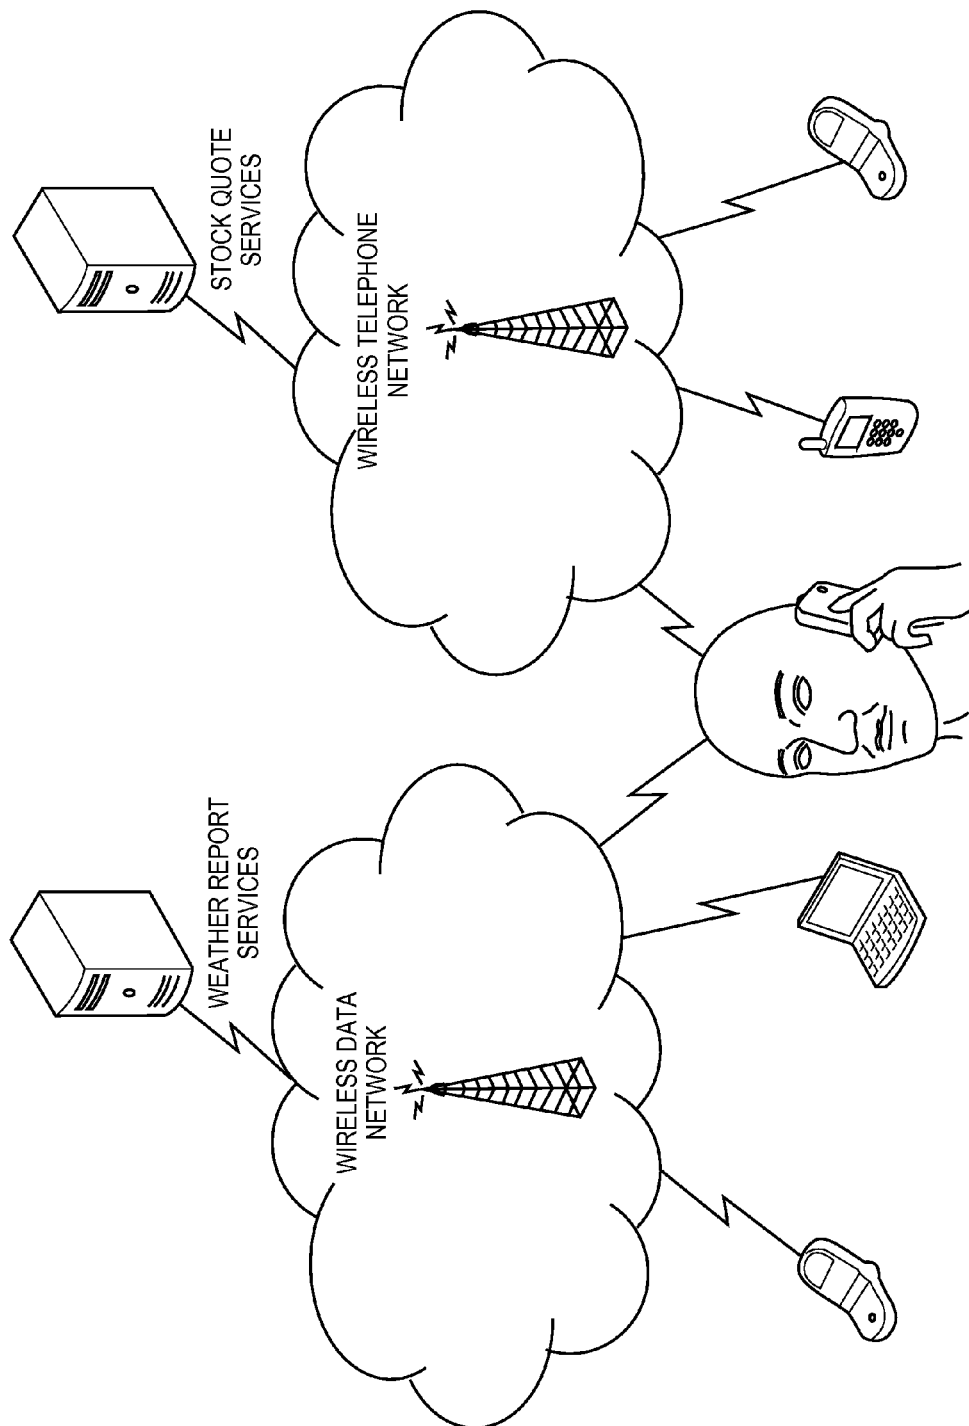 WEATHER REPORT
SERVICES
STOCK QUOTE
SERVICES
WIRELESS DATA
NETWORK
WIRELESS TELEPHONE
NETWORK